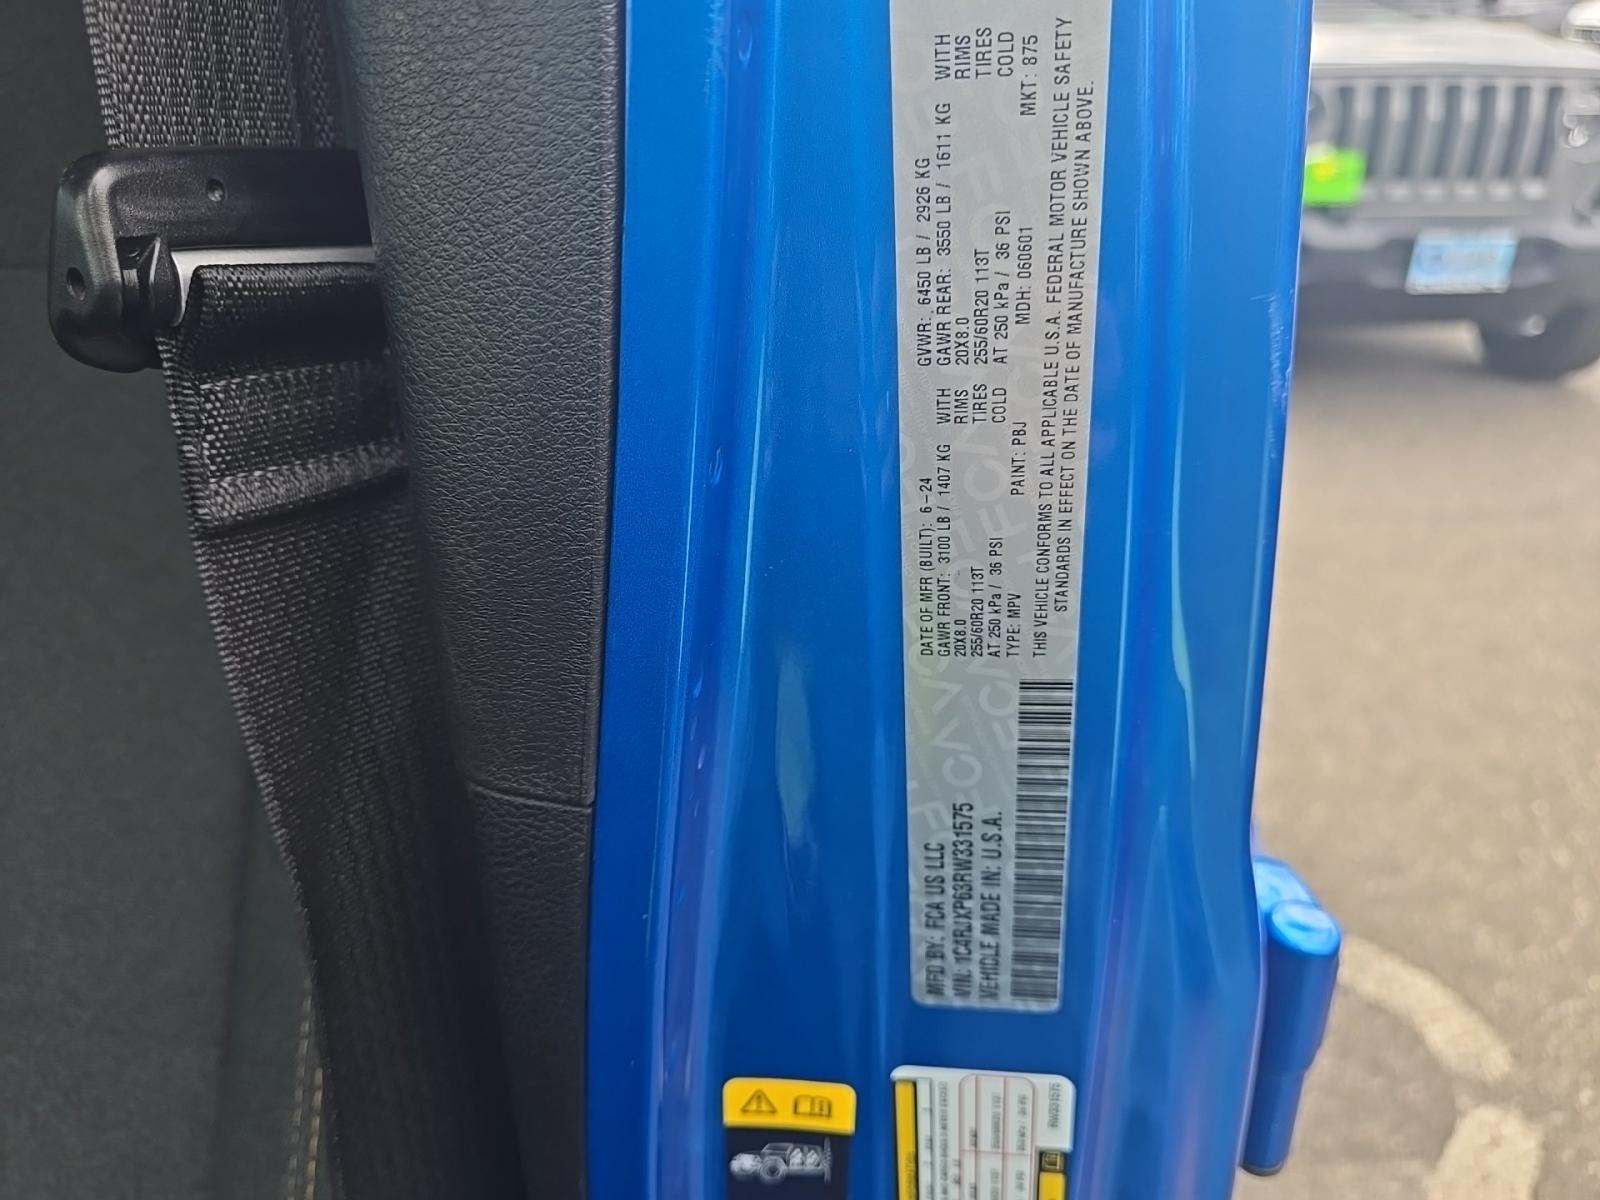 MFD BY: FCA US LLC
VIN: 1C4RJXP63RW331575
VEHICLE MADE IN: U.S.A.
DATE OF MFR (BUILT): 6-24 GVWR: 6450 LB / 2926 KG
GAWR FRONT: 3100 LB / 1407 KG WITH GAWR REAR: 3550 LB / 1611 KG WITH
20X8.0 RIMS 20X8.0 RIMS
255/60R20 113T TIRES 255/60R20 113T TIRES
AT 250 kPa / 36 PSI COLD AT 250 kPa / 36 PSI COLD
TYPE: MPV PAINT: PBJ MDH: 060601 MKT: 875
THIS VEHICLE CONFORMS TO ALL APPLICABLE U.S.A. FEDERAL MOTOR VEHICLE SAFETY
STANDARDS IN EFFECT ON THE DATE OF MANUFACTURE SHOWN ABOVE.